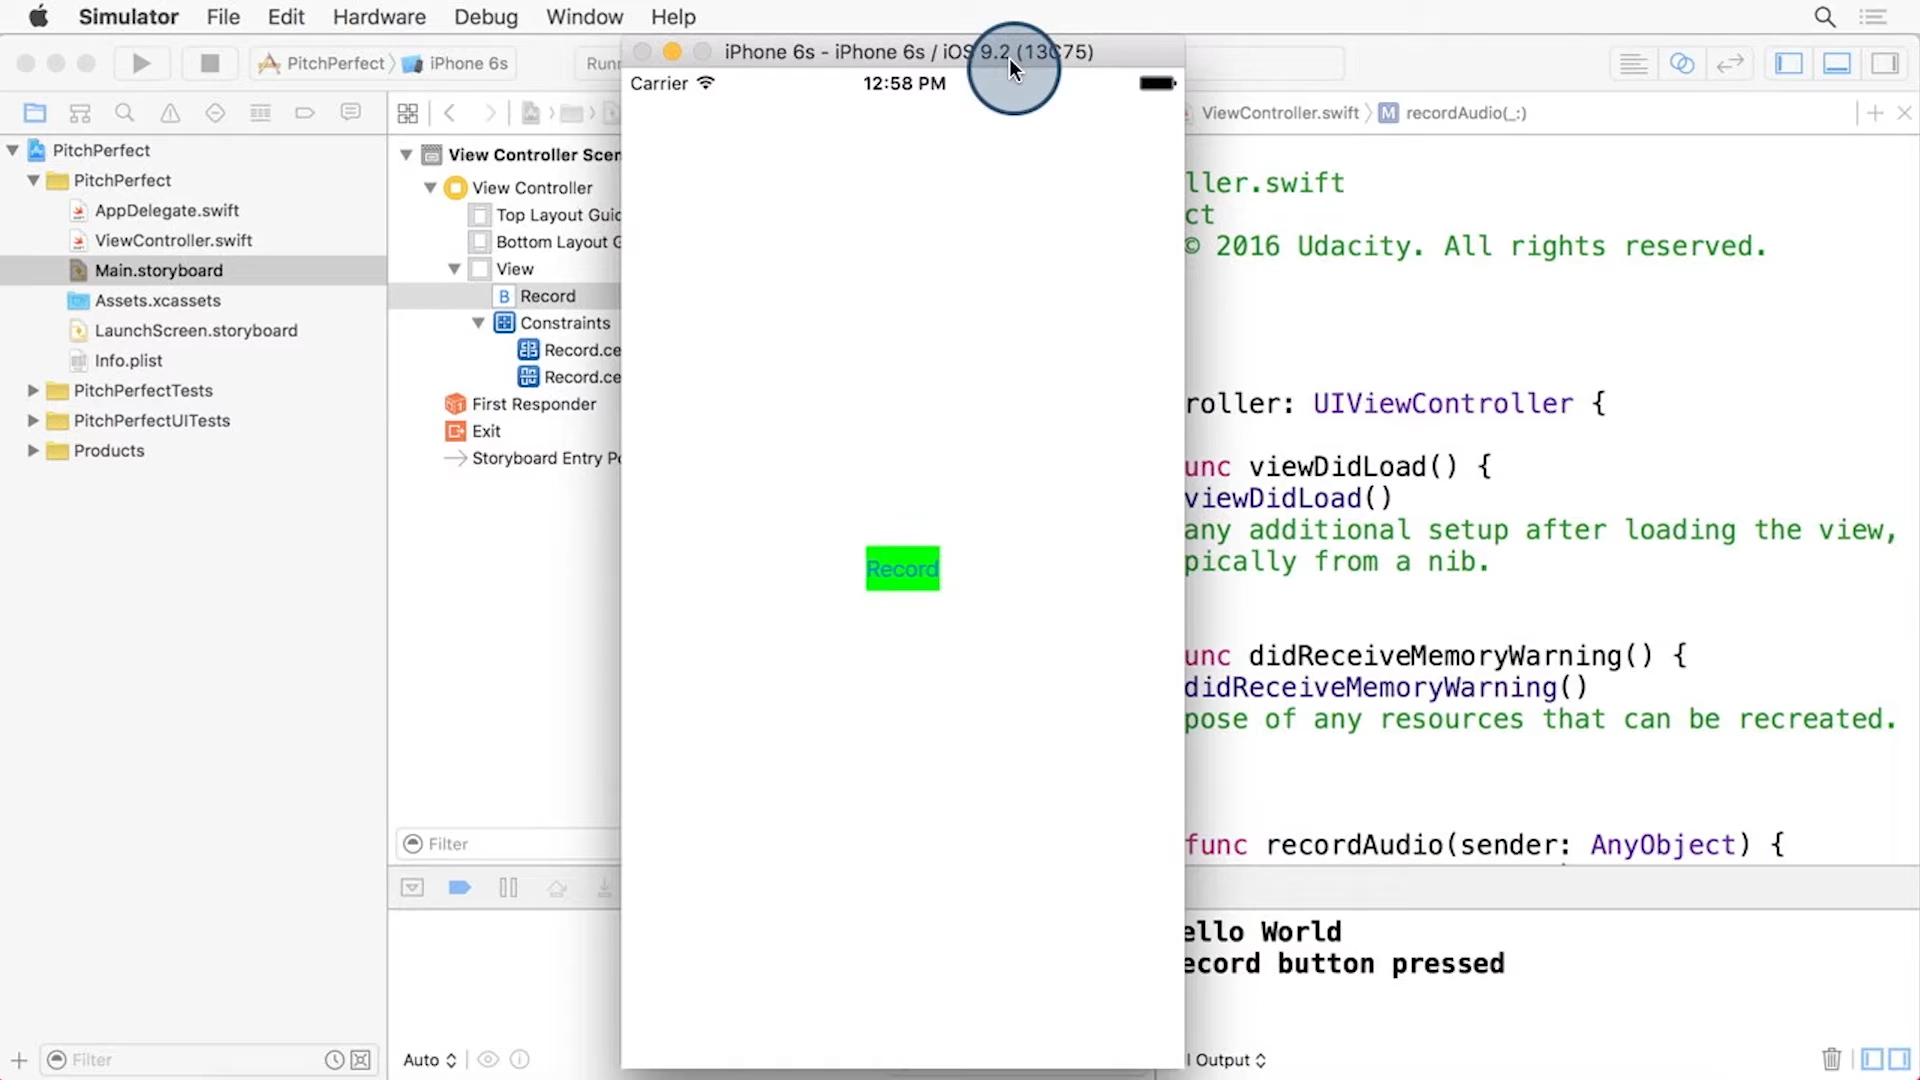 Simulator File Edit Hardware Debug Window Help
PitchPerfect iPhone 6s
iPhone 6s - iPhone 6s / iOS 9.2 (13C75)
Carrier 12:58 PM
ViewController.swift M recordAudio(_:)
PitchPerfect
PitchPerfect
AppDelegate.swift
ViewController.swift
Main.storyboard
Assets.xcassets
LaunchScreen.storyboard
Info.plist
PitchPerfectTests
PitchPerfectUITests
Products
View Controller Scen
View Controller
Top Layout Guid
Bottom Layout G
View
B Record
Constraints
Record.ce
Record.ce
First Responder
Exit
Storyboard Entry Po
Filter
Record
ller.swift
ct
© 2016 Udacity. All rights reserved.
roller: UIViewController {
unc viewDidLoad() {
viewDidLoad()
any additional setup after loading the view,
pically from a nib.
unc didReceiveMemoryWarning() {
didReceiveMemoryWarning()
pose of any resources that can be recreated.
func recordAudio(sender: AnyObject) {
ello World
ecord button pressed
Filter
Auto
Output